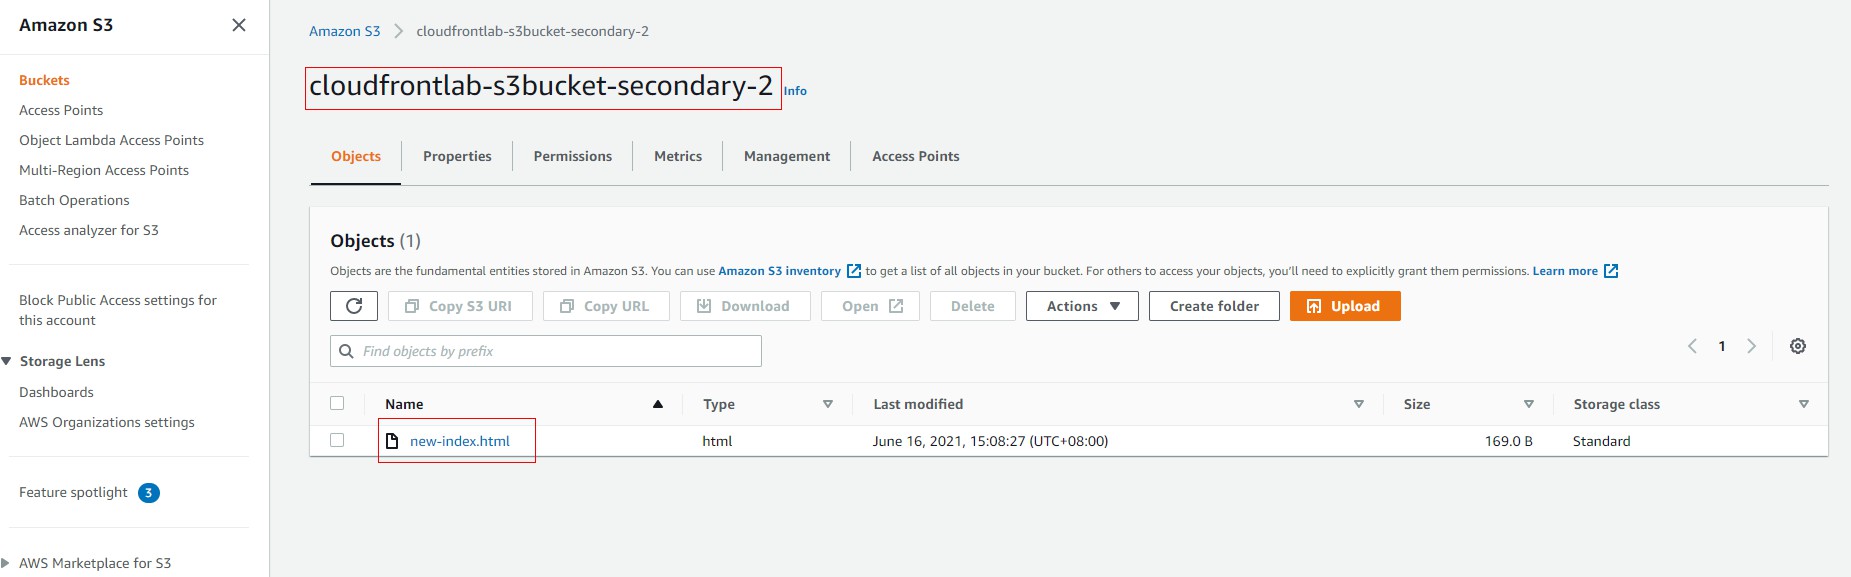 Amazon S3
Buckets
Access Points
Object Lambda Access Points
Multi-Region Access Points
Batch Operations
Access analyzer for S3
Block Public Access settings for
this account
Storage Lens
Dashboards
AWS Organizations settings
Feature spotlight 3
AWS Marketplace for S3
Amazon S3 cloudfrontlab-s3bucket-secondary-2
cloudfrontlab-s3bucket-secondary-2 Info
Objects Properties Permissions Metrics Management Access Points
Objects (1)
Objects are the fundamental entities stored in Amazon S3. You can use Amazon S3 inventory to get a list of all objects in your bucket. For others to access your objects, you'll need to explicitly grant them permissions. Learn more
Copy S3 URI Copy URL Download Open Delete Actions Create folder Upload
Find objects by prefix
1
Name Type Last modified Size Storage class
new-index.html html June 16, 2021, 15:08:27 (UTC+08:00) 169.0 B Standard